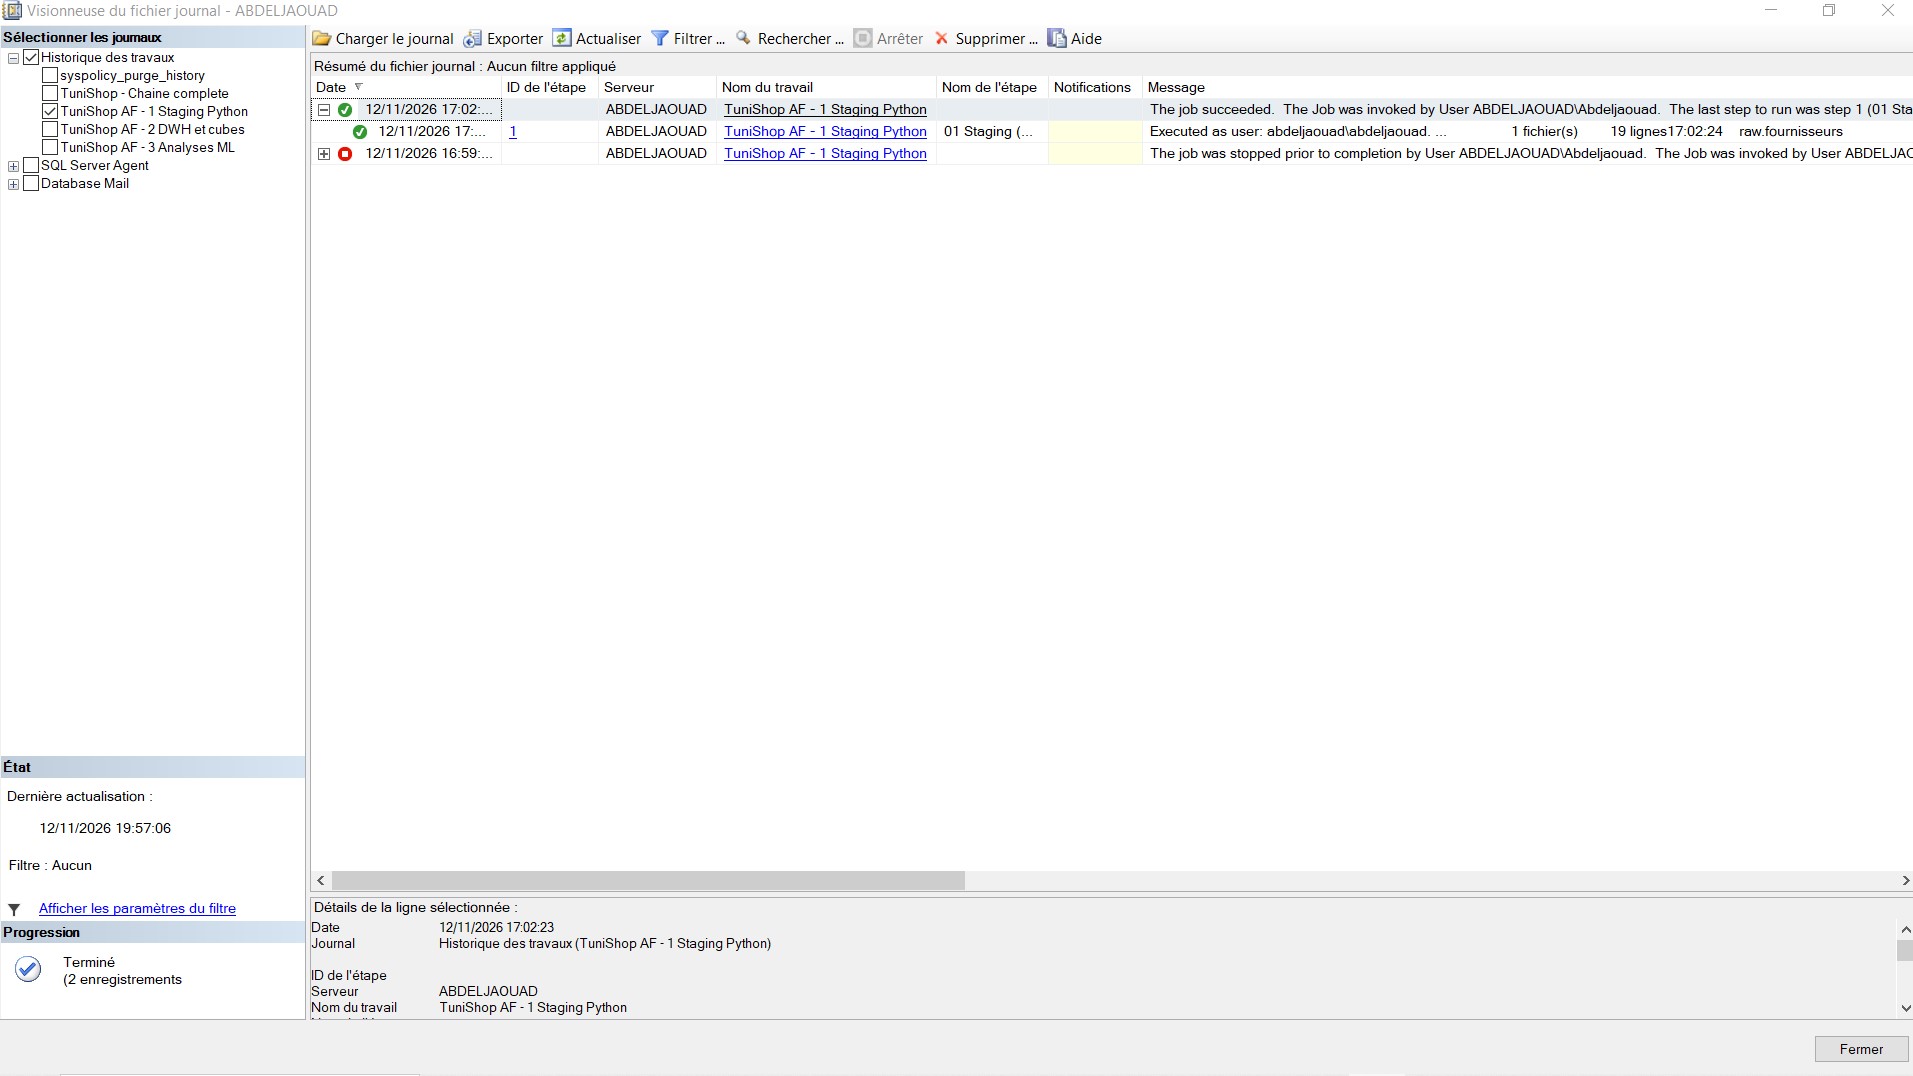 Visionneuse du fichier journal - ABDELJAOUAD
Sélectionner les journaux
Historique des travaux
syspolicy_purge_history
TuniShop - Chaine complete
TuniShop AF - 1 Staging Python
TuniShop AF - 2 DWH et cubes
TuniShop AF - 3 Analyses ML
SQL Server Agent
Database Mail
Charger le journal Exporter Actualiser Filtrer ... Rechercher ... Arrêter Supprimer ... Aide
Résumé du fichier journal : Aucun filtre appliqué
Date ID de l'étape Serveur Nom du travail Nom de l'étape Notifications Message
12/11/2026 17:02:... ABDELJAOUAD TuniShop AF - 1 Staging Python The job succeeded. The Job was invoked by User ABDELJAOUAD\Abdeljaouad. The last step to run was step 1 (01 Sta
12/11/2026 17:... 1 ABDELJAOUAD TuniShop AF - 1 Staging Python 01 Staging (... Executed as user: abdeljaouad\abdeljaouad. ... 1 fichier(s) 19 lignes17:02:24 raw.fournisseurs
12/11/2026 16:59:... ABDELJAOUAD TuniShop AF - 1 Staging Python The job was stopped prior to completion by User ABDELJAOUAD\Abdeljaouad. The Job was invoked by User ABDELJAO
État
Dernière actualisation :
12/11/2026 19:57:06
Filtre : Aucun
Afficher les paramètres du filtre
Progression
Terminé
(2 enregistrements
Détails de la ligne sélectionnée :
Date 12/11/2026 17:02:23
Journal Historique des travaux (TuniShop AF - 1 Staging Python)
ID de l'étape
Serveur ABDELJAOUAD
Nom du travail TuniShop AF - 1 Staging Python
Fermer